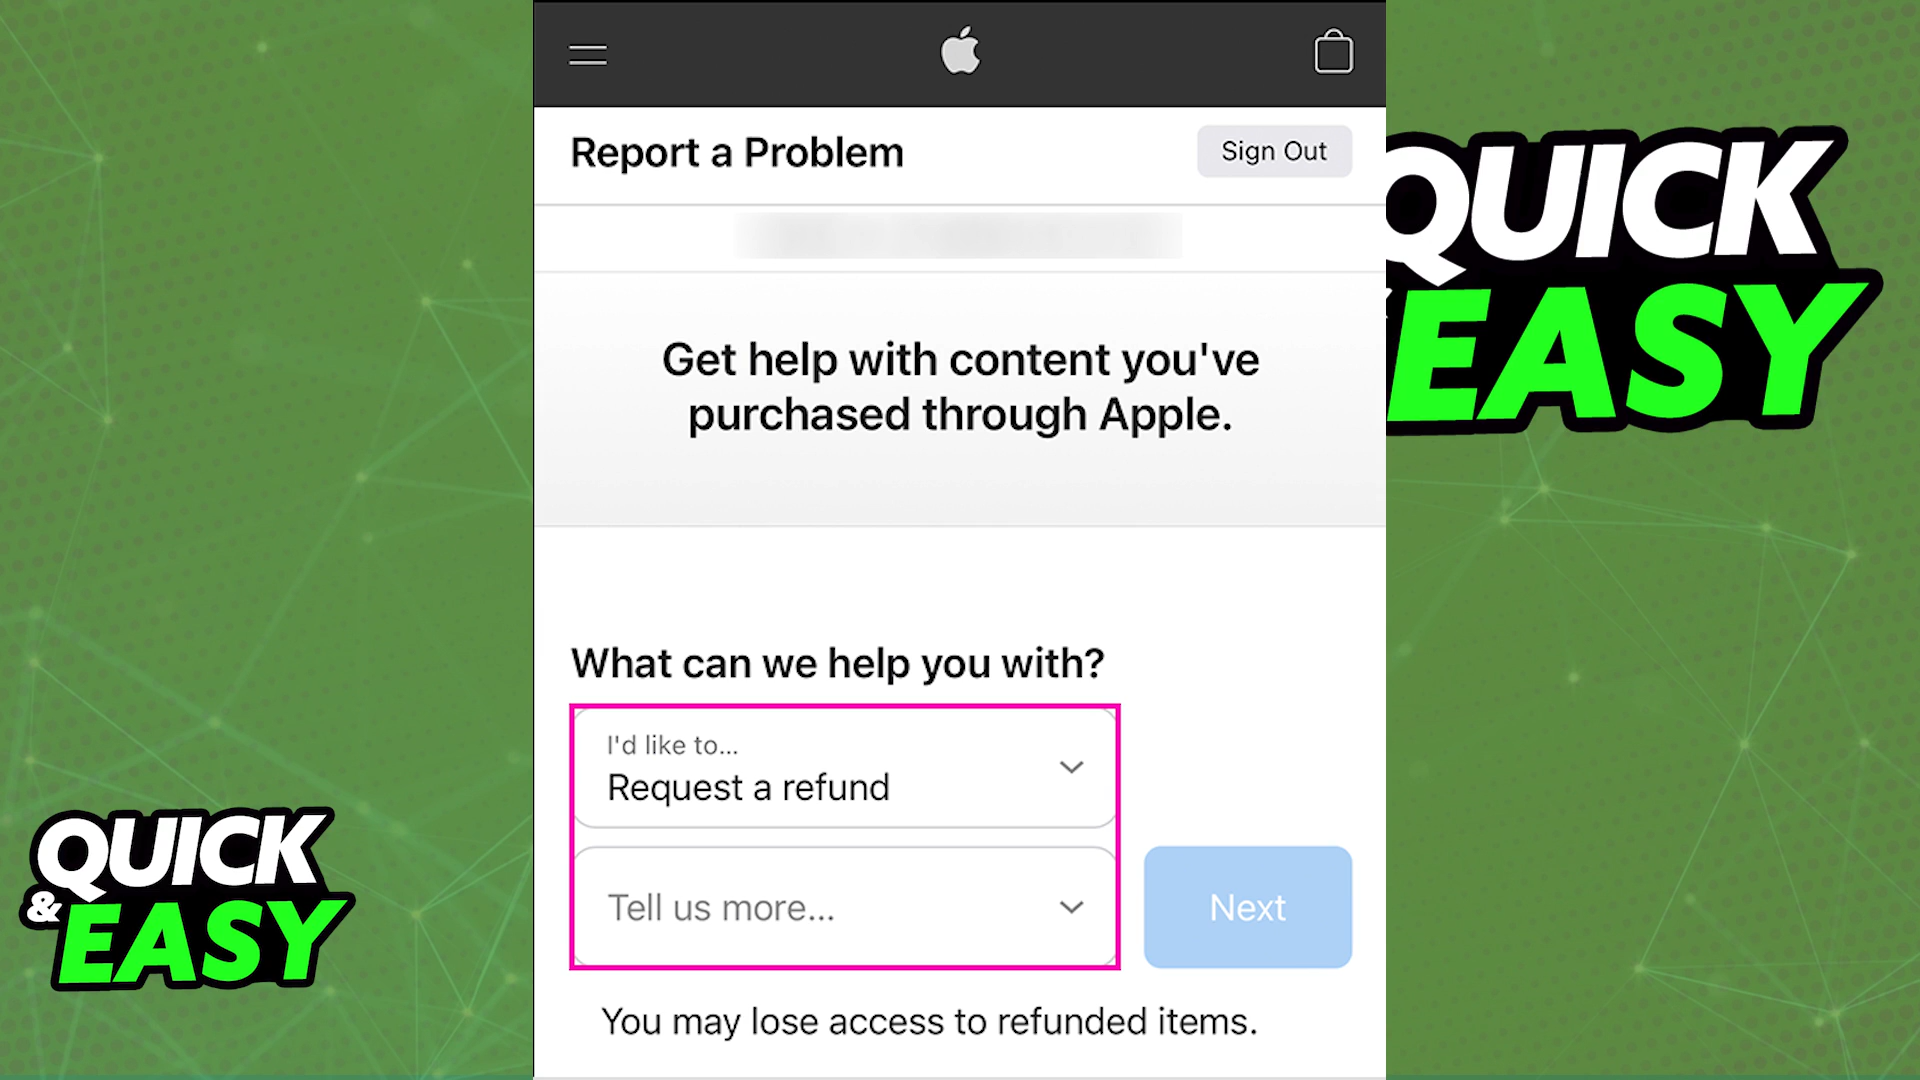 Report a Problem
Sign Out
Get help with content you've
purchased through Apple.
What can we help you with?
I'd like to...
Request a refund
Tell us more...
Next
You may lose access to refunded items.
QUICK
EASY
QUICK
&
EASY